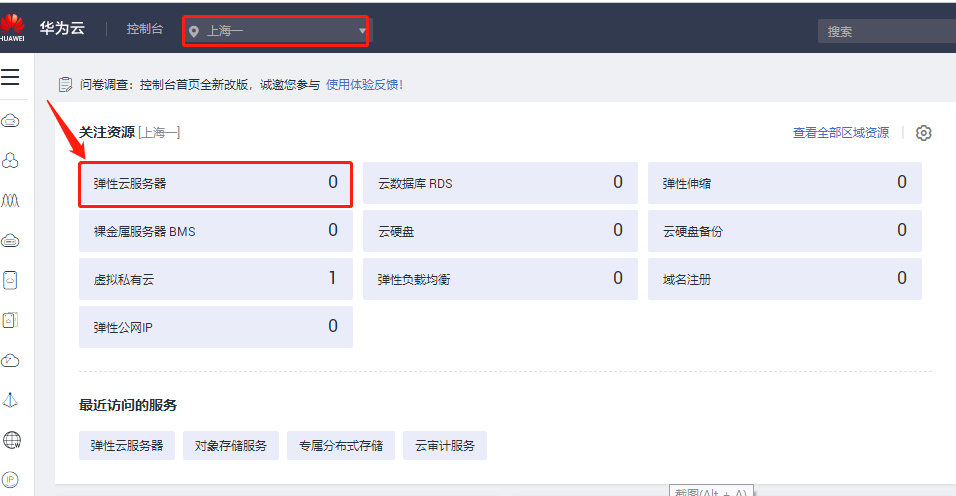 HUAWEI 华为云 控制台 上海一 搜索
问卷调查：控制台首页全新改版，诚邀您参与 使用体验反馈！
关注资源 [上海一] 查看全部区域资源
弹性云服务器 0 云数据库 RDS 0 弹性伸缩 0
裸金属服务器 BMS 0 云硬盘 0 云硬盘备份 0
虚拟私有云 1 弹性负载均衡 0 域名注册 0
弹性公网IP 0
最近访问的服务
弹性云服务器 对象存储服务 专属分布式存储 云审计服务
W
IP
截图(Alt + A)